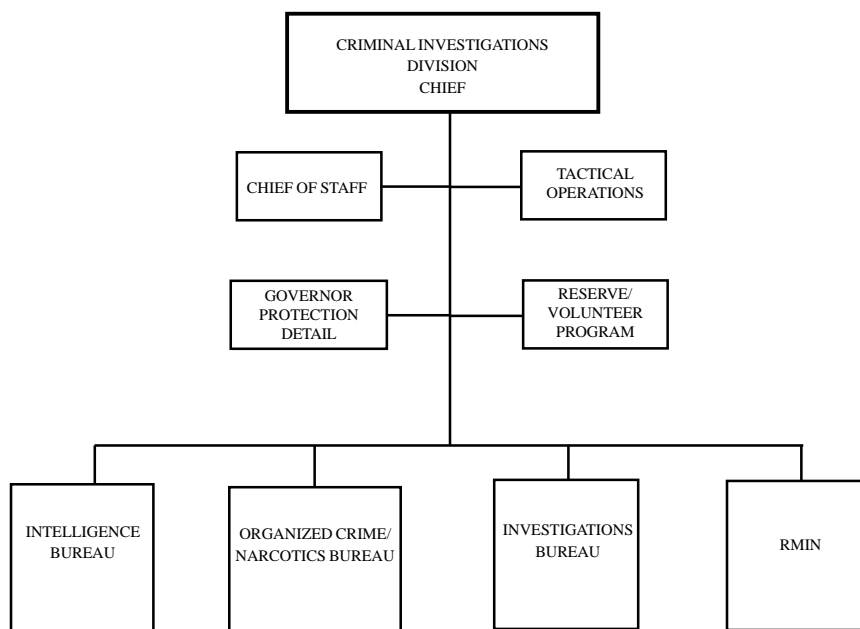 CRIMINAL INVESTIGATIONS
DIVISION
CHIEF
CHIEF OF STAFF
TACTICAL
OPERATIONS
GOVERNOR
PROTECTION
DETAIL
RESERVE/
VOLUNTEER
PROGRAM
INTELLIGENCE
BUREAU
ORGANIZED CRIME/
NARCOTICS BUREAU
INVESTIGATIONS
BUREAU
RMIN